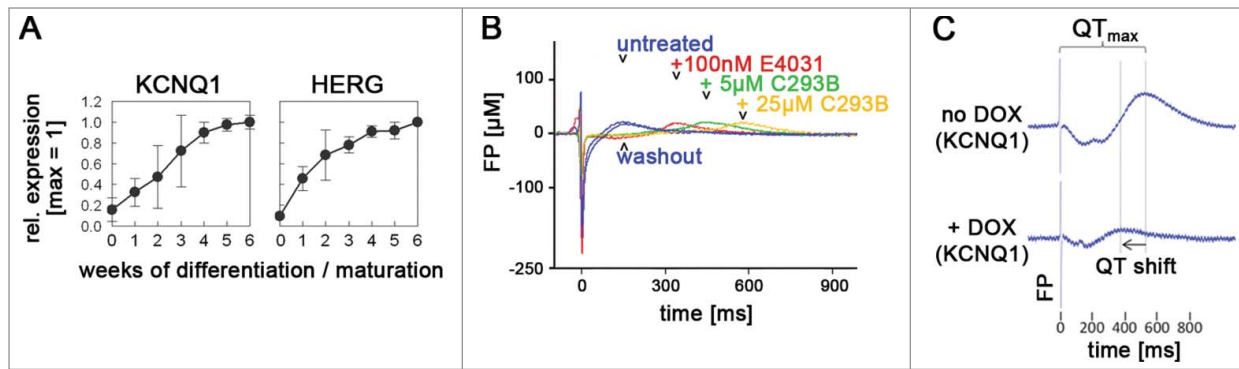 A
KCNQ1
HERG
rel. expression
[max = 1]
1.2
1.0
0.8
0.6
0.4
0.2
0.0
0 1 2 3 4 5 6
0 1 2 3 4 5 6
weeks of differentiation / maturation
B
untreated
+100nM E4031
+ 5µM C293B
+ 25µM C293B
washout
FP [µM]
100
0
-100
-250
0 300 600 900
time [ms]
C
QTmax
no DOX
(KCNQ1)
+ DOX
(KCNQ1)
QT shift
FP
0 200 400 600 800
time [ms]